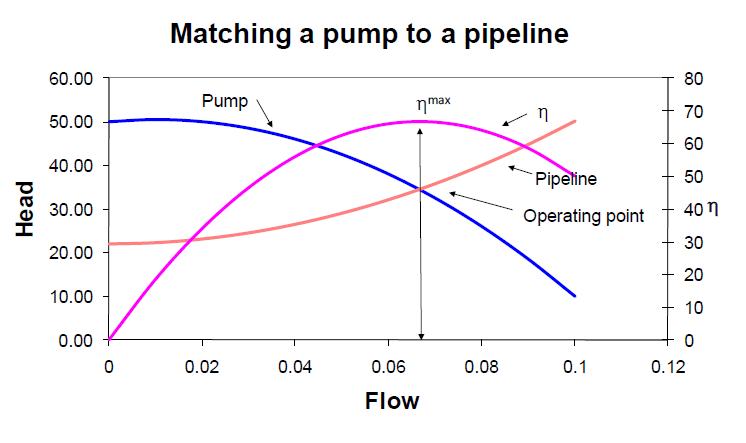 Matching a pump to a pipeline
60.00
50.00
40.00
30.00
20.00
10.00
0.00
Head
Pump
ηmax
η
Pipeline
Operating point
80
70
60
50
40
30
20
10
0
η
0
0.02
0.04
0.06
0.08
0.1
0.12
Flow